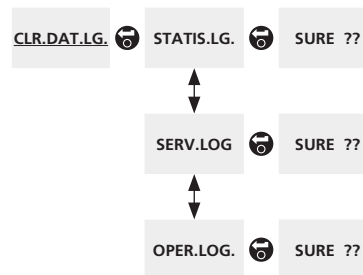 CLR.DAT.LG. STATIS.LG. SURE ??
SERV.LOG SURE ??
OPER.LOG. SURE ??